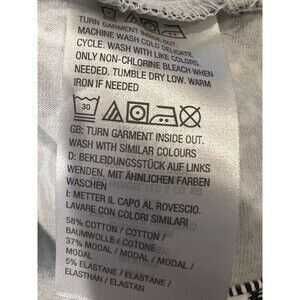 TURN GARMENT INSIDE OUT.
MACHINE WASH COLD DELICATE
CYCLE. WASH WITH LIKE COLORS.
ONLY NON-CHLORINE BLEACH WHEN
NEEDED. TUMBLE DRY LOW. WARM
IRON IF NEEDED
30
GB: TURN GARMENT INSIDE OUT.
WASH WITH SIMILAR COLOURS
D: BEKLEIDUNGSSTÜCK AUF LINKS
WENDEN, MIT ÄHNLICHEN FARBEN
WASCHEN
I: METTER IL CAPO AL ROVESCIO.
LAVARE CON COLORI SIMILARI
58% COTTON / COTON /
BAUMWOLLE / COTONE
37% MODAL / MODAL / MODAL
5% ELASTANE / ELASTANE /
ELASTHAN / ELASTAN